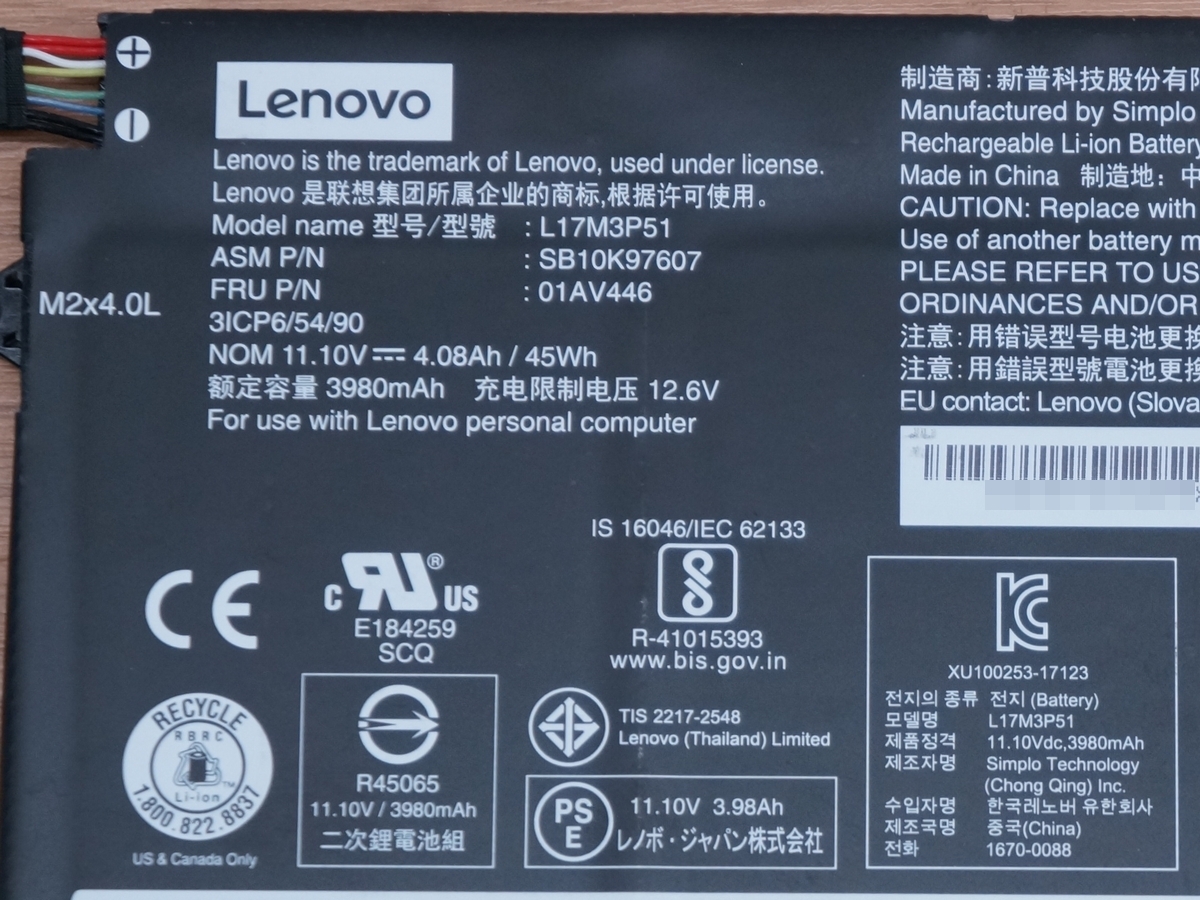 Lenovo
Lenovo is the trademark of Lenovo, used under license.
Lenovo 是联想集团所属企业的商标,根据许可使用。
Model name 型号/型號 : L17M3P51
ASM P/N : SB10K97607
FRU P/N : 01AV446
3ICP6/54/90
NOM 11.10V 4.08Ah / 45Wh
额定容量 3980mAh 充电限制电压 12.6V
For use with Lenovo personal computer
M2x4.0L
制造商: 新普科技股份有限
Manufactured by Simplo
Rechargeable Li-ion Battery
Made in China 制造地: 中
CAUTION: Replace with
Use of another battery m
PLEASE REFER TO US
ORDINANCES AND/OR
注意: 用错误型号电池更换
注意: 用錯誤型號電池更換
EU contact: Lenovo (Slova
CE
C RU® US
E184259
SCQ
IS 16046/IEC 62133
R-41015393
www.bis.gov.in
RECYCLE
RBRC
Li-ion
TM
1.800.822.8837
US & Canada Only
R45065
11.10V / 3980mAh
二次鋰電池組
TIS 2217-2548
Lenovo (Thailand) Limited
PS
E
11.10V 3.98Ah
レノボ・ジャパン株式会社
KC
XU100253-17123
전지의 종류 전지 (Battery)
모델명 L17M3P51
제품정격 11.10Vdc,3980mAh
제조자명 Simplo Technology
(Chong Qing) Inc.
수입자명 한국레노버 유한회사
제조국명 중국(China)
전화 1670-0088